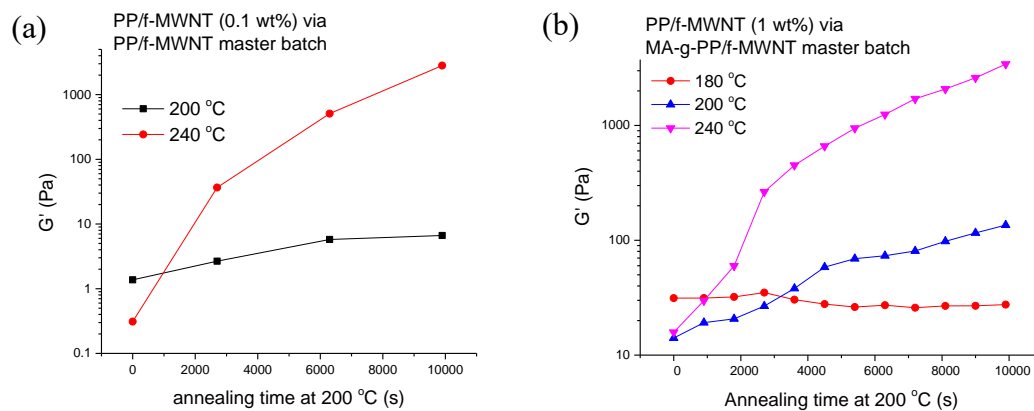 (a)
PP/f-MWNT (0.1 wt%) via
PP/f-MWNT master batch
200 °C
240 °C
1000
100
10
1
0.1
G' (Pa)
0 2000 4000 6000 8000 10000
annealing time at 200 °C (s)
(b)
PP/f-MWNT (1 wt%) via
MA-g-PP/f-MWNT master batch
180 °C
200 °C
240 °C
1000
100
10
G' (Pa)
0 2000 4000 6000 8000 10000
Annealing time at 200 °C (s)